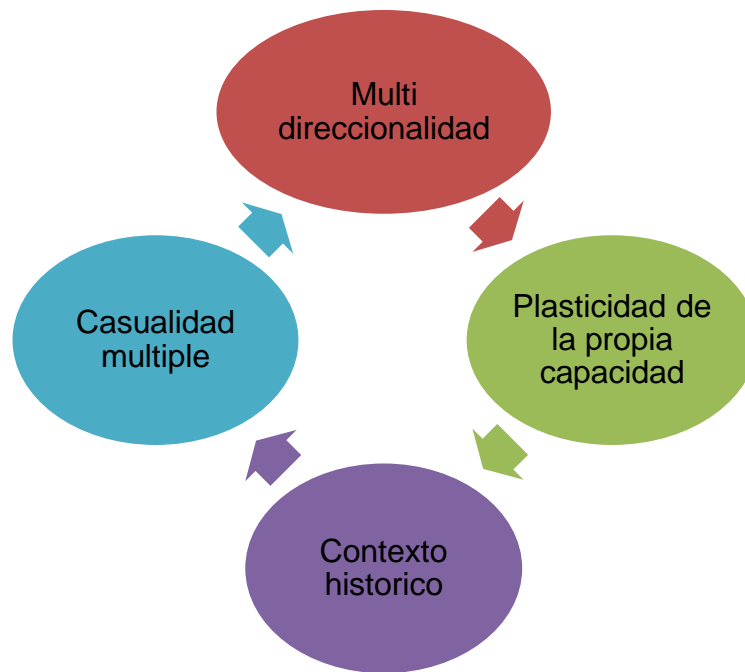 Multi
direccionalidad
Plasticidad de
la propia
capacidad
Contexto
historico
Casualidad
multiple